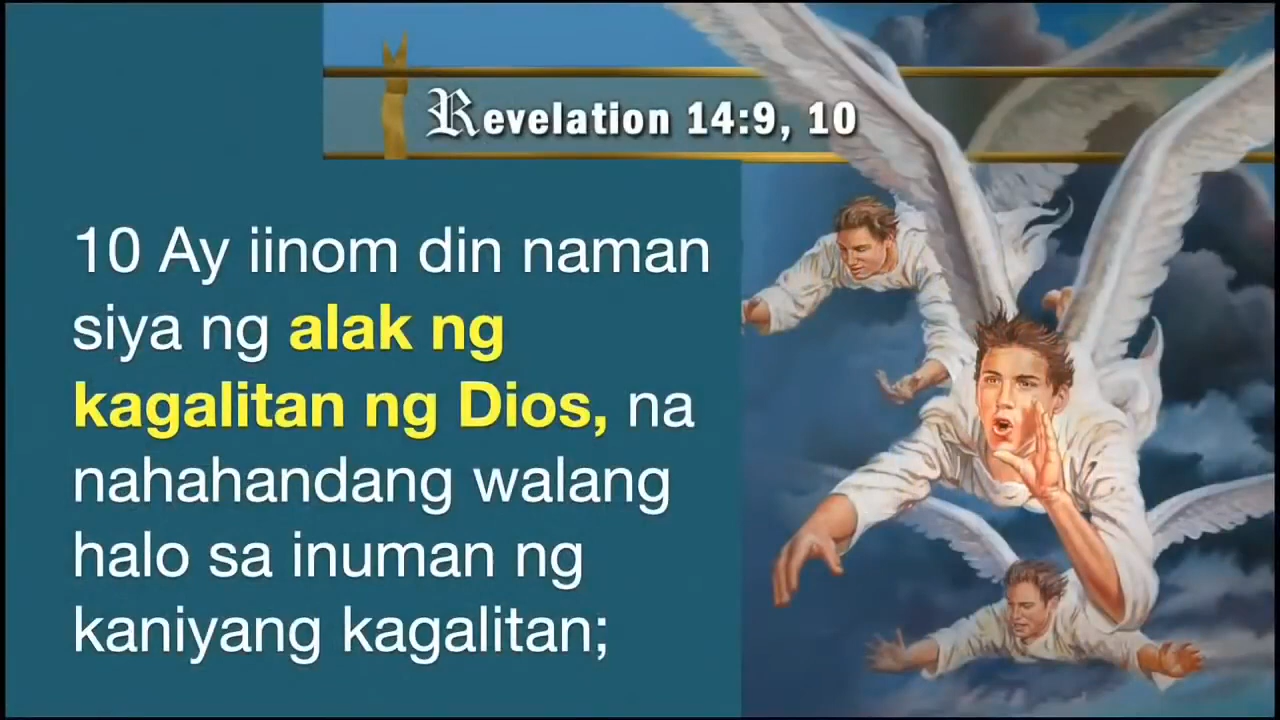 Revelation 14:9, 10
10 Ay iinom din naman
siya ng alak ng
kagalitan ng Dios, na
nahahandang walang
halo sa inuman ng
kaniyang kagalitan;